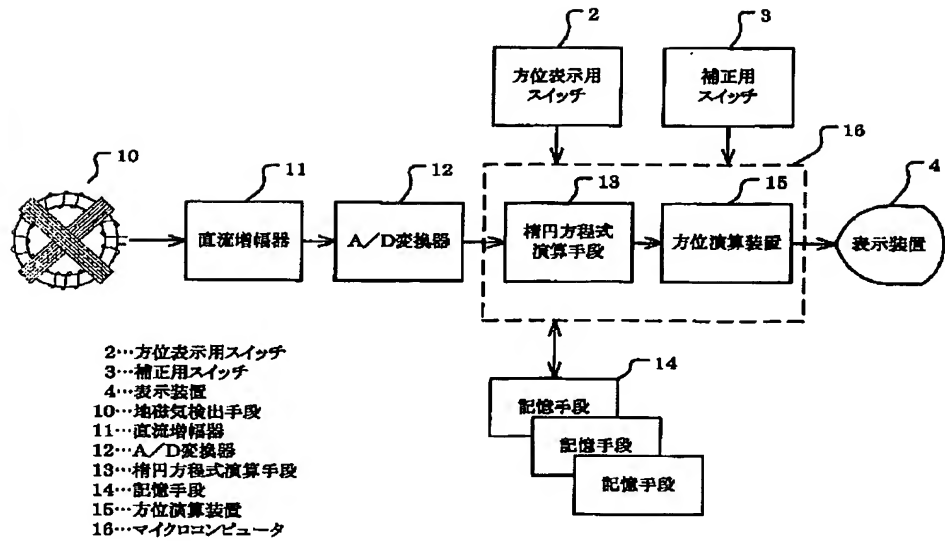 2
3
方位表示用
スイッチ
補正用
スイッチ
16
10
11
12
13
15
4
直流増幅器
A/D変換器
楕円方程式
演算手段
方位演算装置
表示装置
14
記憶手段
記憶手段
記憶手段
2…方位表示用スイッチ
3…補正用スイッチ
4…表示装置
10…地磁気検出手段
11…直流増幅器
12…A/D変換器
13…楕円方程式演算手段
14…記憶手段
15…方位演算装置
16…マイクロコンピュータ